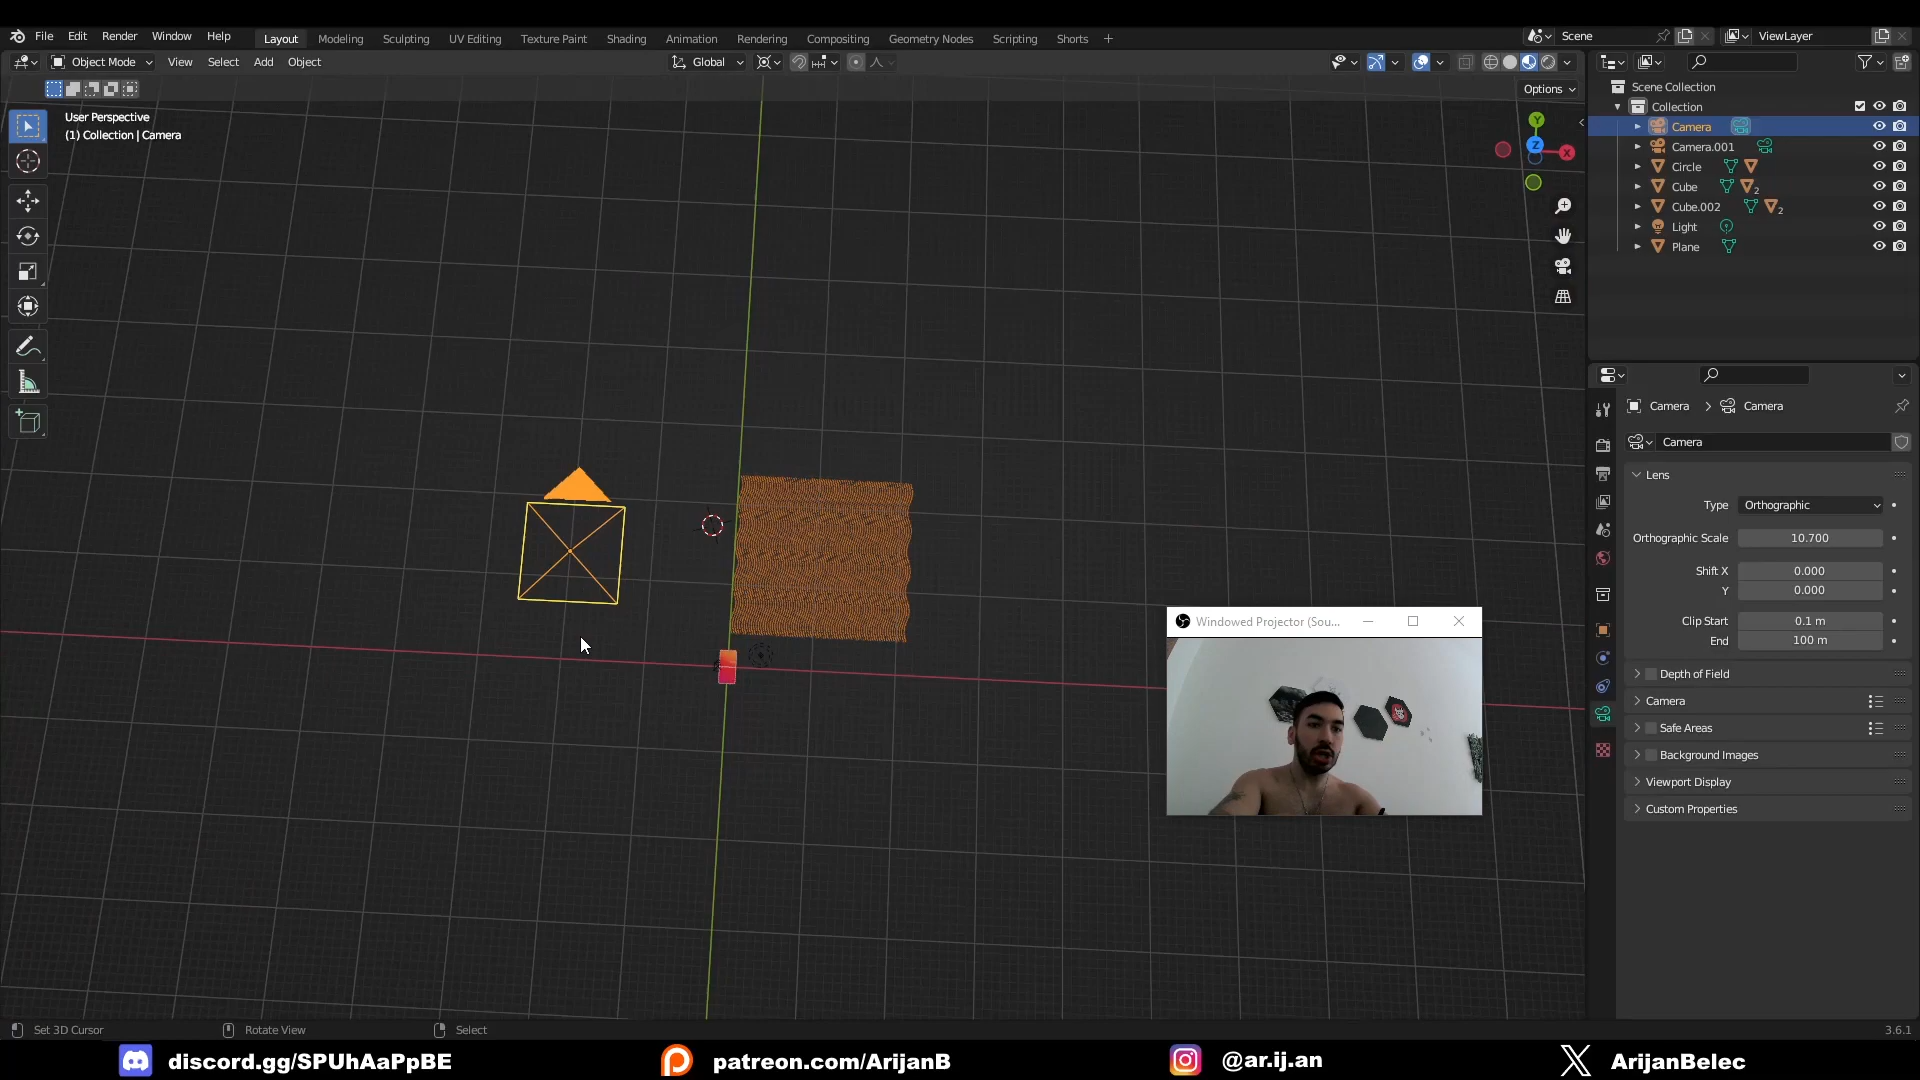 File Edit Render Window Help Layout Modeling Sculpting UV Editing Texture Paint Shading Animation Rendering Compositing Geometry Nodes Scripting Shorts + Scene ViewLayer
Object Mode View Select Add Object Global
Options
User Perspective
(1) Collection | Camera
Y
Z
X
Scene Collection
Collection
Camera
Camera.001
Circle
Cube 2
Cube.002 2
Light
Plane
Camera > Camera
Camera
Lens
Type Orthographic
Orthographic Scale 10.700
Shift X 0.000
Y 0.000
Clip Start 0.1 m
End 100 m
Depth of Field
Camera
Safe Areas
Background Images
Viewport Display
Custom Properties
Windowed Projector (Sou...
Set 3D Cursor Rotate View Select 3.6.1
discord.gg/SPUhAaPpBE patreon.com/ArijanB @ar.ij.an ArijanBelec